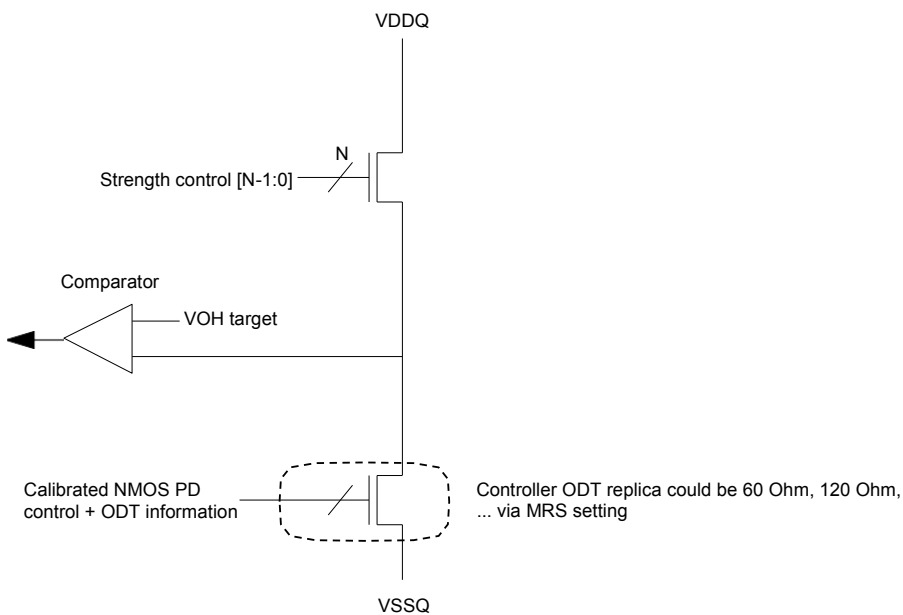 VDDQ
N
Strength control [N-1:0]
Comparator
VOH target
Calibrated NMOS PD
control + ODT information
Controller ODT replica could be 60 Ohm, 120 Ohm,
... via MRS setting
VSSQ